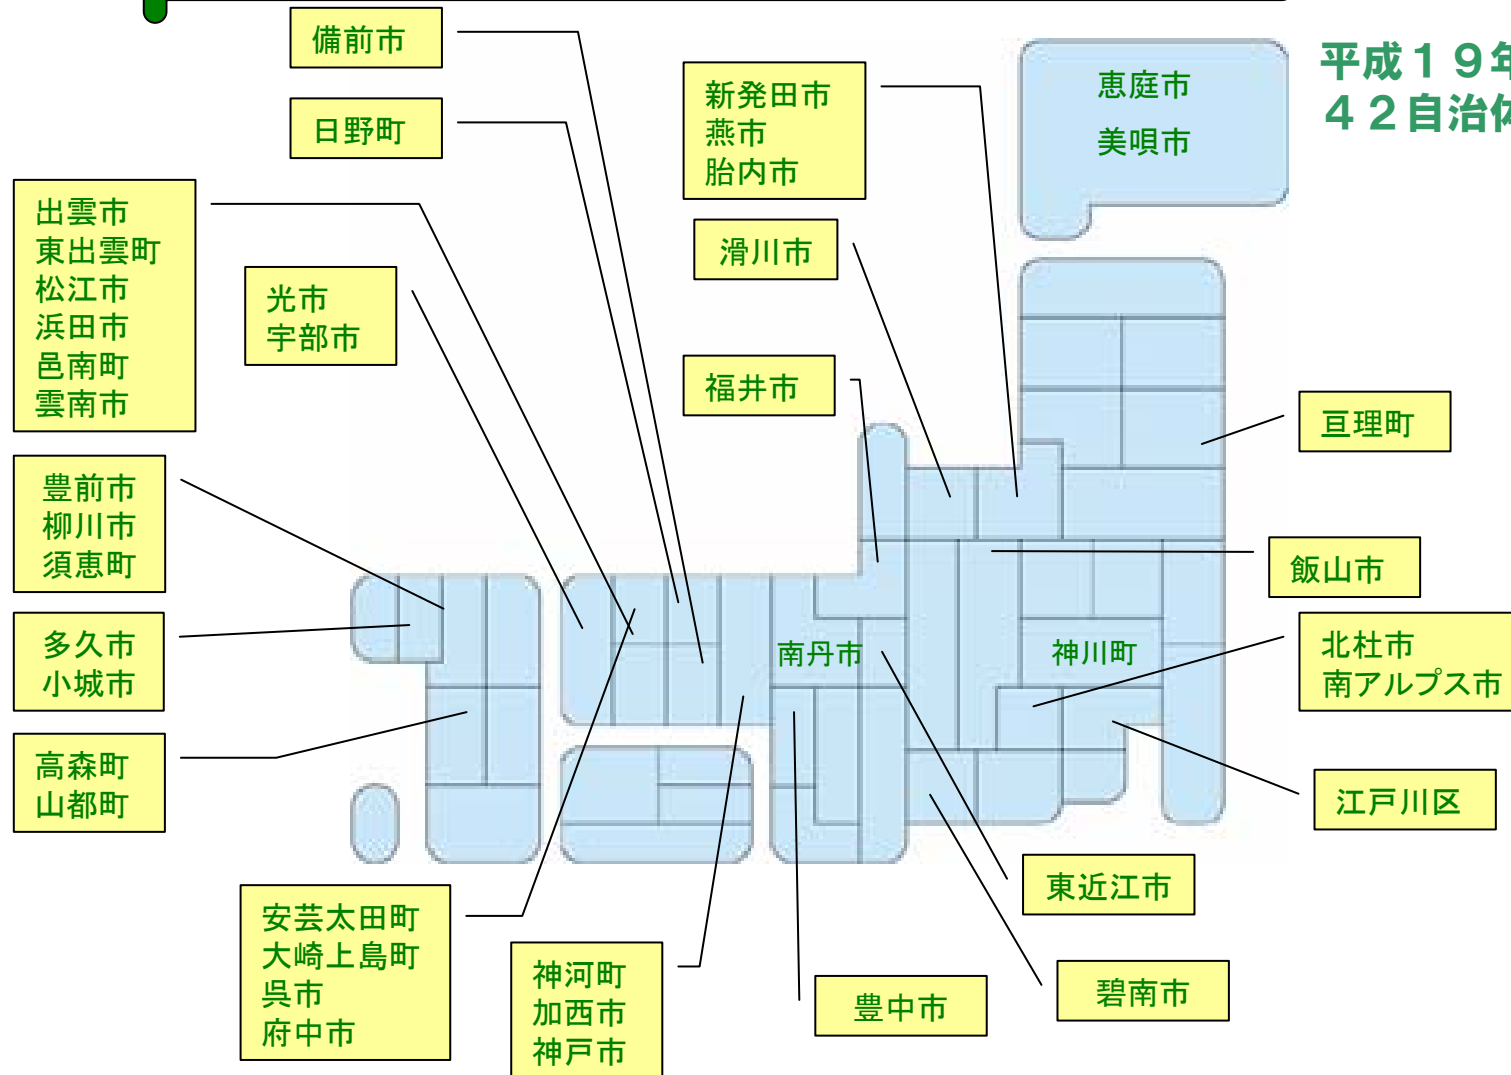 備前市
日野町
新発田市
燕市
胎内市
恵庭市
美唄市
平成１９年
４２自治体
出雲市
東出雲町
松江市
浜田市
邑南町
雲南市
光市
宇部市
滑川市
福井市
亘理町
豊前市
柳川市
須恵町
飯山市
多久市
小城市
南丹市
神川町
北杜市
南アルプス市
高森町
山都町
江戸川区
東近江市
安芸太田町
大崎上島町
呉市
府中市
神河町
加西市
神戸市
豊中市
碧南市